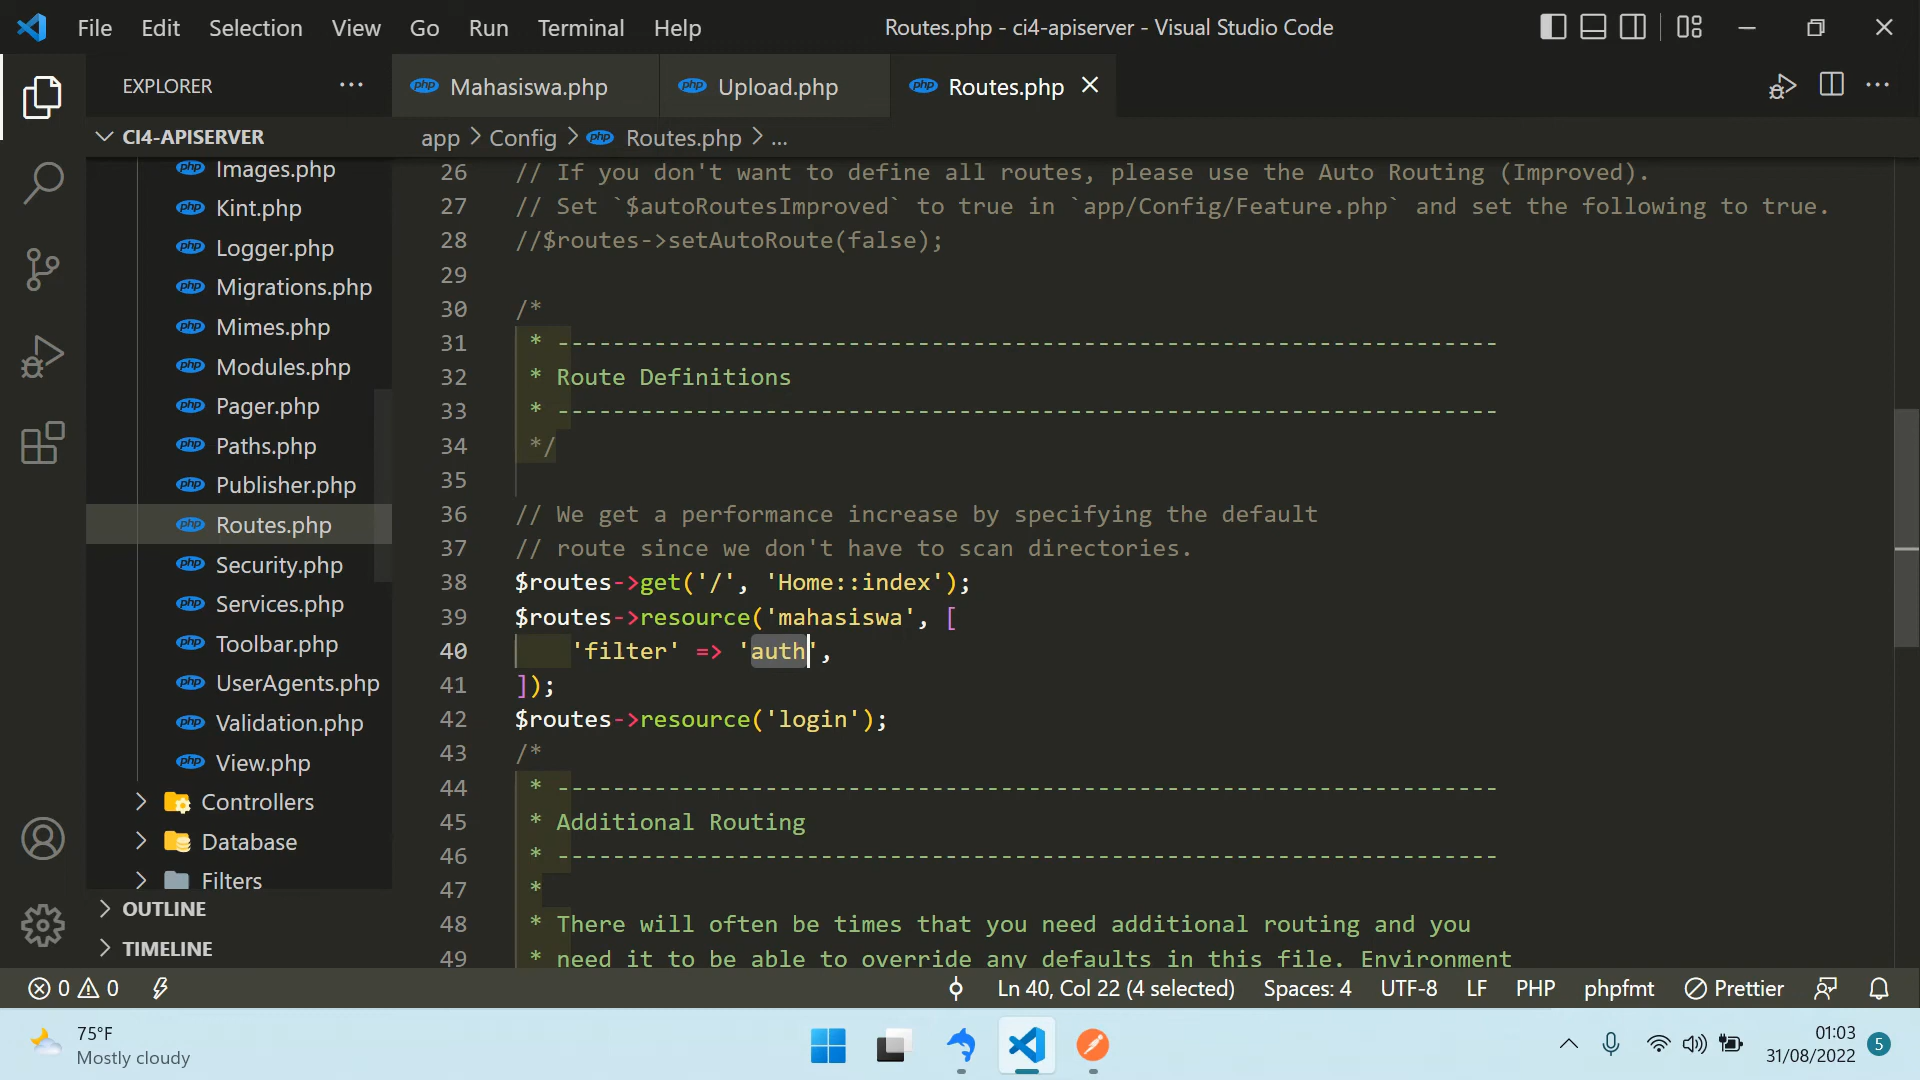 File Edit Selection View Go Run Terminal Help
Routes.php - ci4-apiserver - Visual Studio Code
EXPLORER
Mahasiswa.php
Upload.php
Routes.php
CI4-APISERVER
app > Config > Routes.php > ...
Images.php
Kint.php
Logger.php
Migrations.php
Mimes.php
Modules.php
Pager.php
Paths.php
Publisher.php
Routes.php
Security.php
Services.php
Toolbar.php
UserAgents.php
Validation.php
View.php
Controllers
Database
Filters
OUTLINE
TIMELINE
26 // If you don't want to define all routes, please use the Auto Routing (Improved).
27 // Set `$autoRoutesImproved` to true in `app/Config/Feature.php` and set the following to true.
28 //$routes->setAutoRoute(false);
29
30 /*
31 * --------------------------------------------------------------------
32 * Route Definitions
33 * --------------------------------------------------------------------
34 */
35
36 // We get a performance increase by specifying the default
37 // route since we don't have to scan directories.
38 $routes->get('/', 'Home::index');
39 $routes->resource('mahasiswa', [
40 'filter' => 'auth',
41 ]);
42 $routes->resource('login');
43 /*
44 * --------------------------------------------------------------------
45 * Additional Routing
46 * --------------------------------------------------------------------
47 *
48 * There will often be times that you need additional routing and you
49 * need it to be able to override any defaults in this file. Environment
0 0
Ln 40, Col 22 (4 selected) Spaces: 4 UTF-8 LF PHP phpfmt Prettier
75°F
Mostly cloudy
01:03
31/08/2022
5